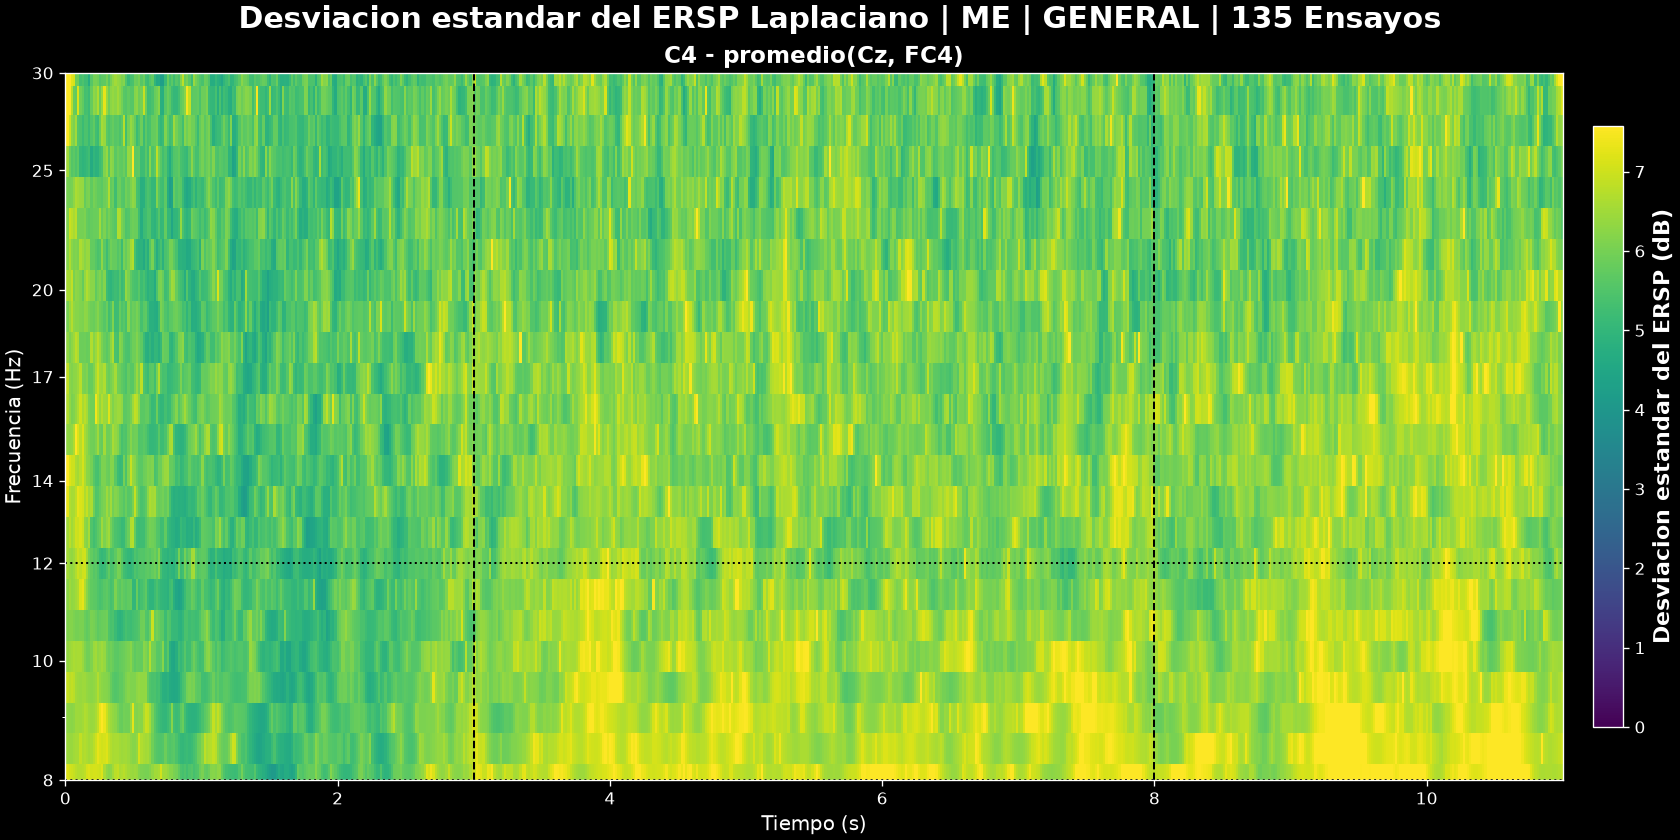 Desviacion estandar del ERSP Laplaciano | ME | GENERAL | 135 Ensayos
C4 - promedio(Cz, FC4)
30
25
20
17
14
12
10
8
Frecuencia (Hz)
0 2 4 6 8 10
Tiempo (s)
7
6
5
4
3
2
1
0
Desviacion estandar del ERSP (dB)